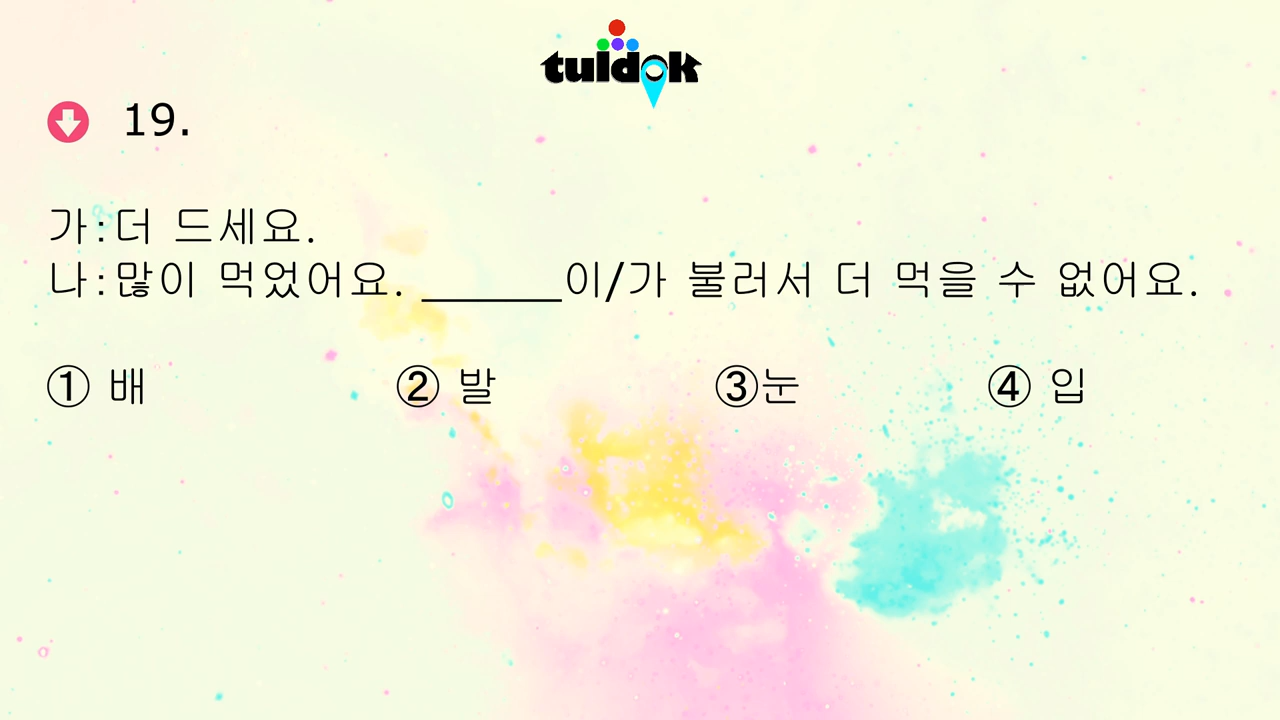 tuldok
19.
가:더 드세요.
나:많이 먹었어요. ______이/가 불러서 더 먹을 수 없어요.
① 배 ② 발 ③눈 ④ 입